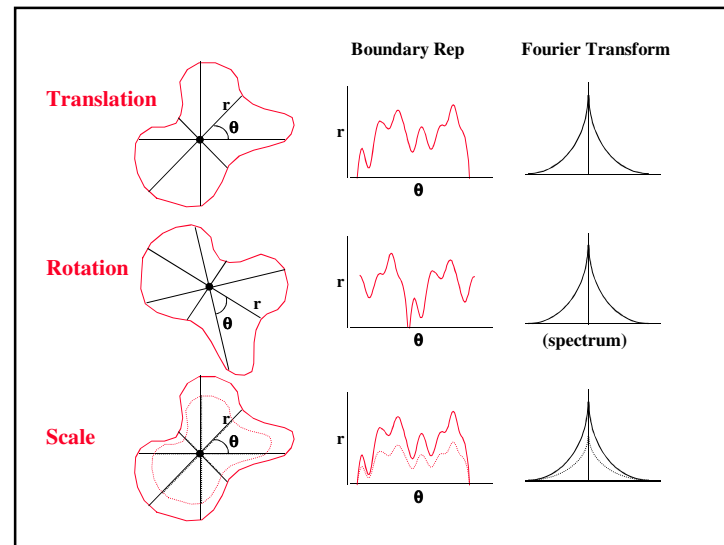 Boundary Rep Fourier Transform
Translation
r
θ
r
θ
Rotation
r
θ
r
θ
(spectrum)
Scale
r
θ
r
θ